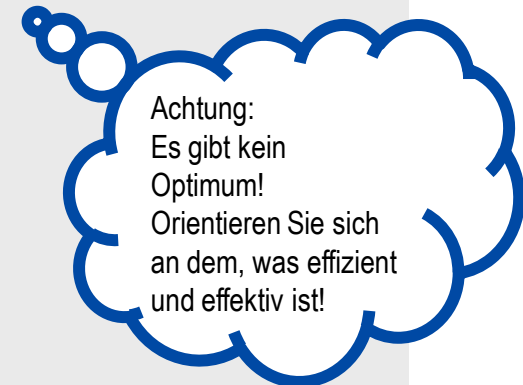 Achtung:
Es gibt kein
Optimum!
Orientieren Sie sich
an dem, was effizient
und effektiv ist!